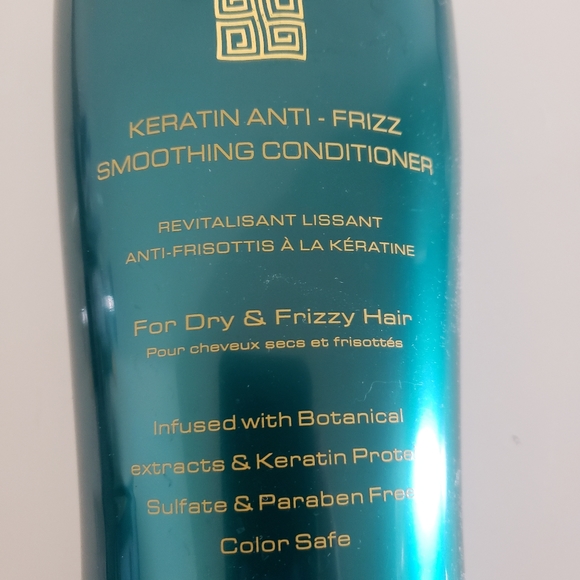 KERATIN ANTI - FRIZZ
SMOOTHING CONDITIONER
REVITALISANT LISSANT
ANTI-FRISOTTIS À LA KÉRATINE
For Dry & Frizzy Hair
Pour cheveux secs et frisottés
Infused with Botanical
extracts & Keratin
Sulfate & Paraben Free
Color Safe